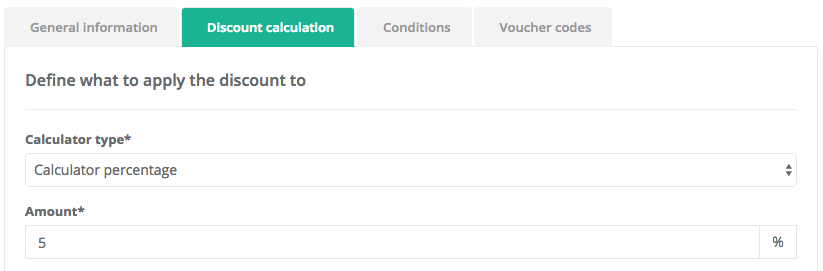 General information Discount calculation Conditions Voucher codes
Define what to apply the discount to
Calculator type*
Calculator percentage
Amount*
5 %